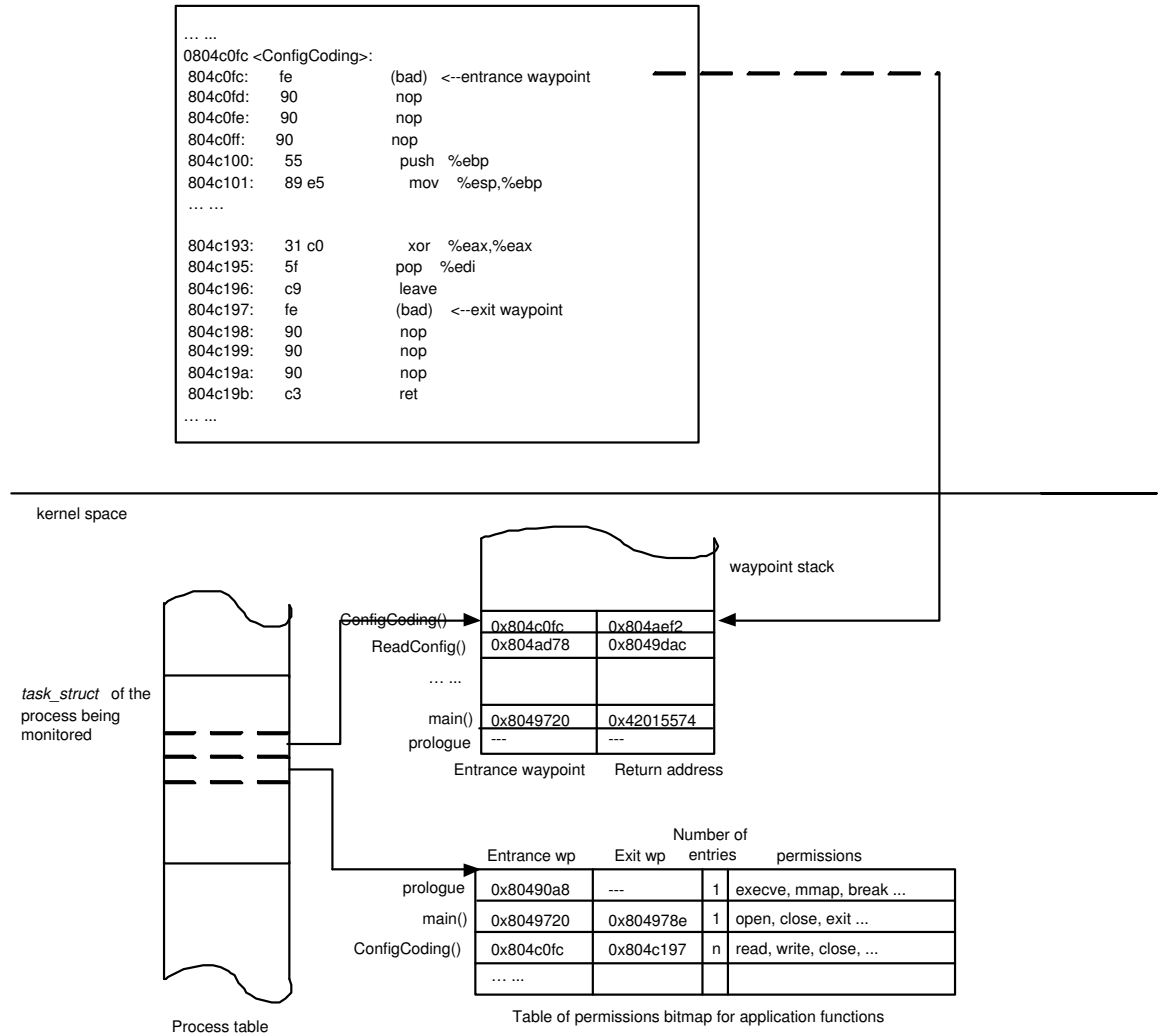 … ...
0804c0fc <ConfigCoding>:
804c0fc: fe (bad) <--entrance waypoint
804c0fd: 90 nop
804c0fe: 90 nop
804c0ff: 90 nop
804c100: 55 push %ebp
804c101: 89 e5 mov %esp,%ebp
… …
804c193: 31 c0 xor %eax,%eax
804c195: 5f pop %edi
804c196: c9 leave
804c197: fe (bad) <--exit waypoint
804c198: 90 nop
804c199: 90 nop
804c19a: 90 nop
804c19b: c3 ret
… ...
kernel space
waypoint stack
ConfigCoding() 0x804c0fc 0x804aef2
ReadConfig() 0x804ad78 0x8049dac
… ...
main() 0x8049720 0x42015574
prologue --- ---
Entrance waypoint Return address
task_struct of the
process being
monitored
Number of
Entrance wp Exit wp entries permissions
prologue 0x80490a8 --- 1 execve, mmap, break ...
main() 0x8049720 0x804978e 1 open, close, exit ...
ConfigCoding() 0x804c0fc 0x804c197 n read, write, close, ...
… ...
Table of permissions bitmap for application functions
Process table